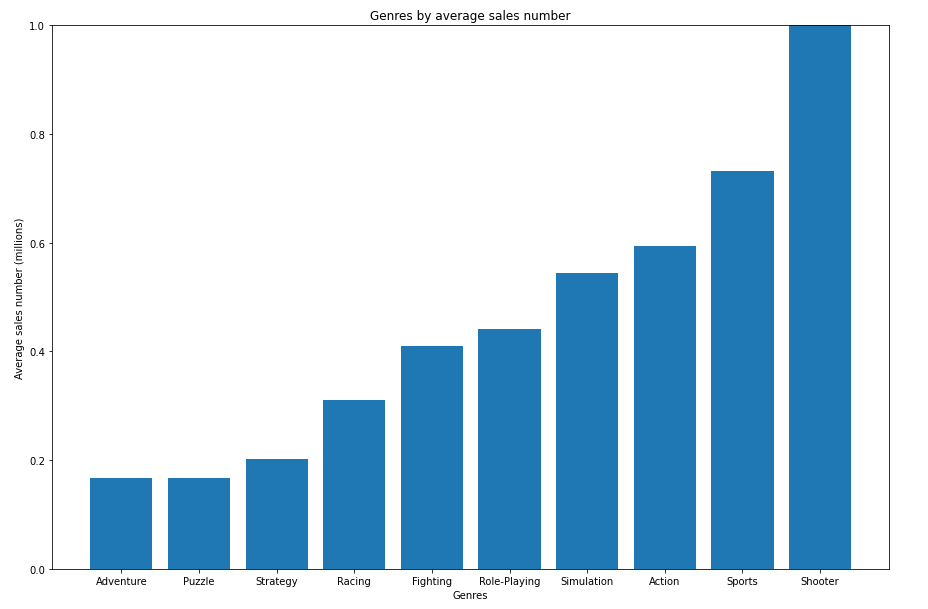 Genres by average sales number
1.0
0.8
0.6
0.4
0.2
0.0
Average sales number (millions)
Adventure Puzzle Strategy Racing Fighting Role-Playing Simulation Action Sports Shooter
Genres